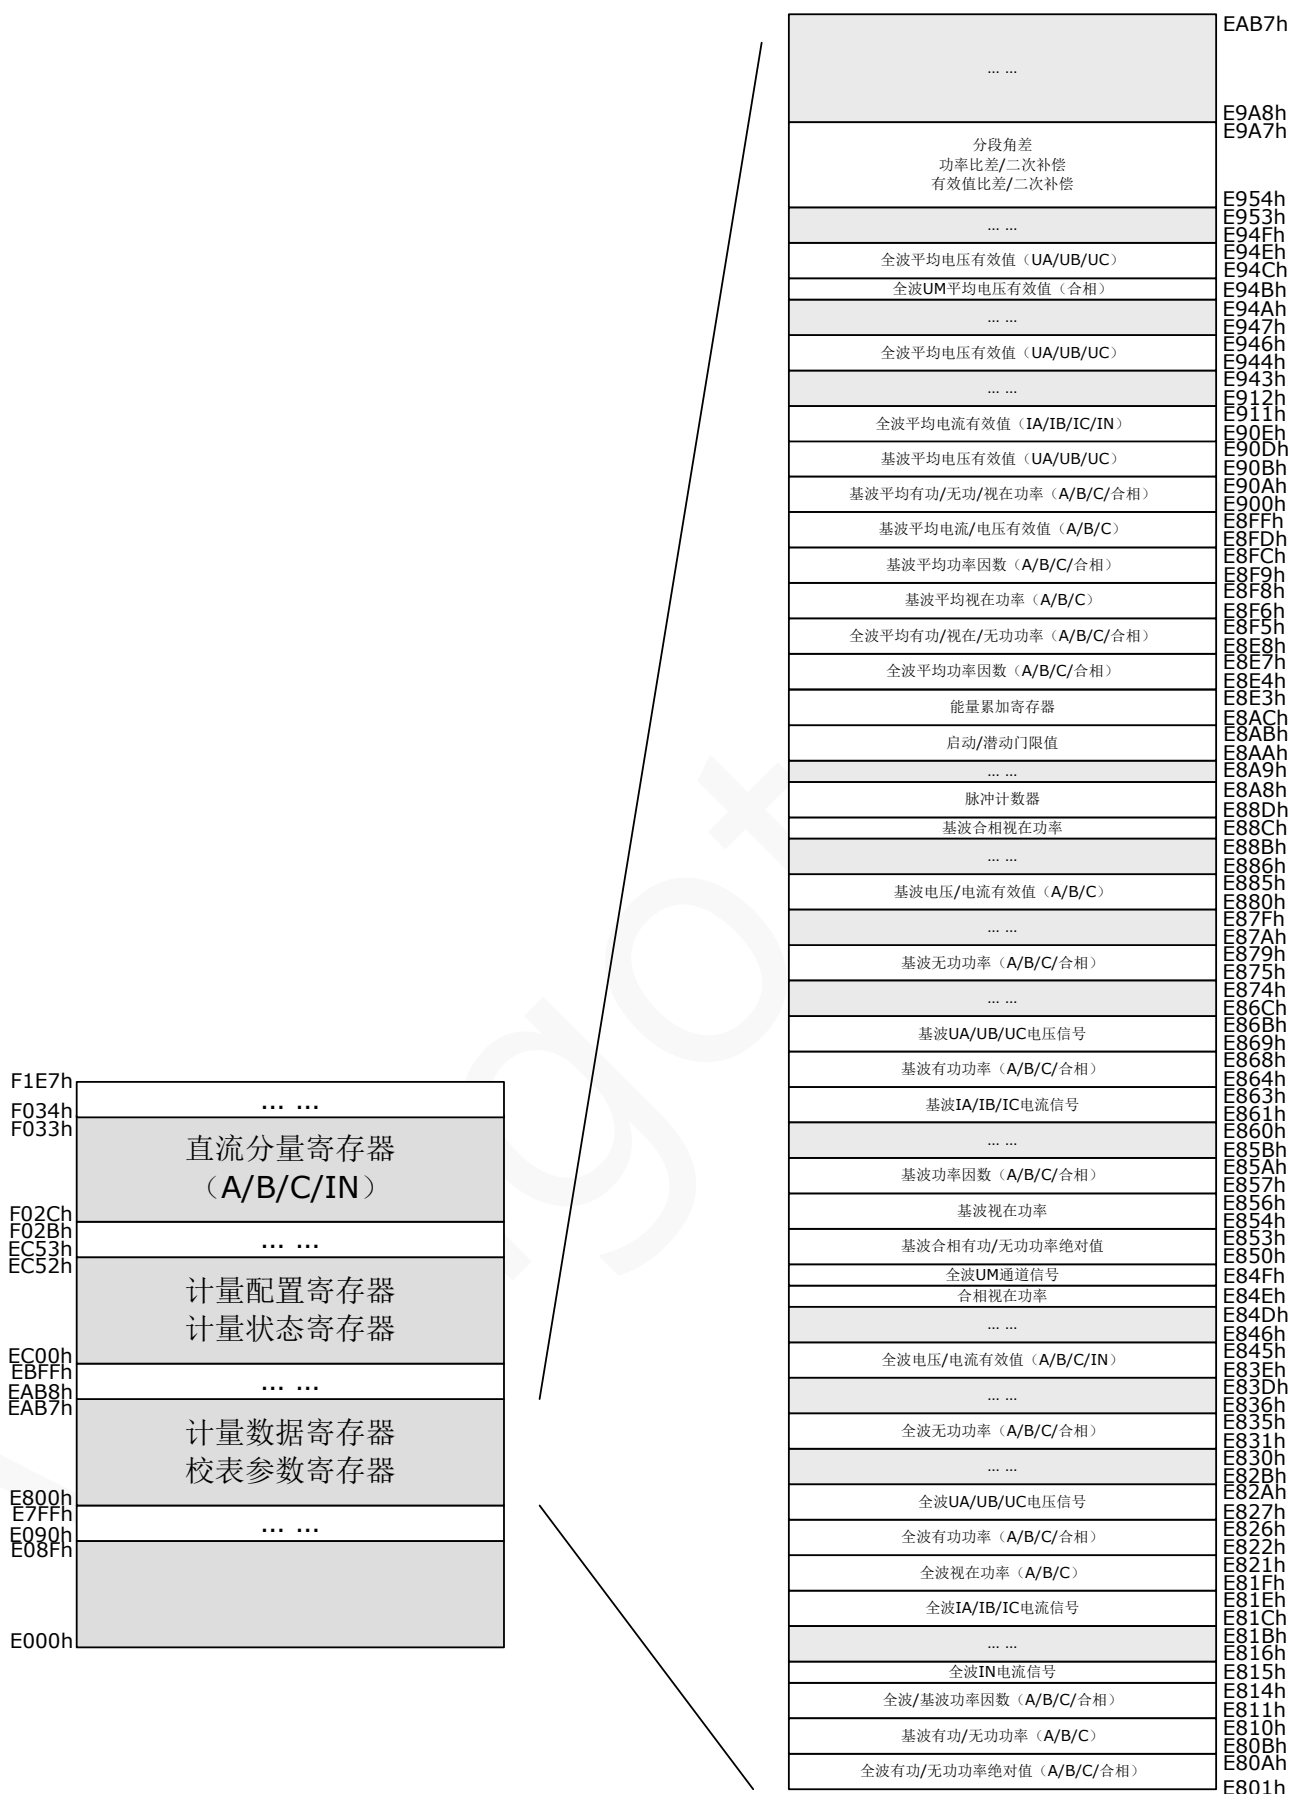 F1E7h
... ...
F034h
F033h
直流分量寄存器
（A/B/C/IN）
F02Ch
F02Bh
... ...
EC53h
EC52h
计量配置寄存器
计量状态寄存器
EC00h
EBFFh
... ...
EAB8h
EAB7h
计量数据寄存器
校表参数寄存器
E800h
E7FFh
... ...
E090h
E08Fh
E000h
EAB7h
... ...
E9A8h
E9A7h
分段角差
功率比差/二次补偿
有效值比差/二次补偿
E954h
E953h
... ...
E94Fh
E94Eh
全波平均电压有效值（UA/UB/UC）
E94Ch
全波UM平均电压有效值（合相） E94Bh
E94Ah
... ...
E947h
E946h
全波平均电压有效值（UA/UB/UC）
E944h
E943h
... ...
E912h
E911h
全波平均电流有效值（IA/IB/IC/IN）
E90Eh
E90Dh
基波平均电压有效值（UA/UB/UC）
E90Bh
E90Ah
基波平均有功/无功/视在功率（A/B/C/合相）
E900h
E8FFh
基波平均电流/电压有效值（A/B/C）
E8FDh
E8FCh
基波平均功率因数（A/B/C/合相）
E8F9h
E8F8h
基波平均视在功率（A/B/C）
E8F6h
E8F5h
全波平均有功/视在/无功功率（A/B/C/合相）
E8E8h
E8E7h
全波平均功率因数（A/B/C/合相）
E8E4h
E8E3h
能量累加寄存器
E8ACh
E8ABh
启动/潜动门限值
E8AAh
... ... E8A9h
E8A8h
脉冲计数器
E88Dh
基波合相视在功率 E88Ch
E88Bh
... ...
E886h
E885h
基波电压/电流有效值（A/B/C）
E880h
E87Fh
... ...
E87Ah
E879h
基波无功功率（A/B/C/合相）
E875h
E874h
... ...
E86Ch
E86Bh
基波UA/UB/UC电压信号
E869h
E868h
基波有功功率（A/B/C/合相）
E864h
E863h
基波IA/IB/IC电流信号
E861h
E860h
... ...
E85Bh
E85Ah
基波功率因数（A/B/C/合相）
E857h
E856h
基波视在功率
E854h
E853h
基波合相有功/无功功率绝对值
E850h
全波UM通道信号 E84Fh
合相视在功率 E84Eh
E84Dh
... ...
E846h
E845h
全波电压/电流有效值（A/B/C/IN）
E83Eh
E83Dh
... ...
E836h
E835h
全波无功功率（A/B/C/合相）
E831h
E830h
... ...
E82Bh
E82Ah
全波UA/UB/UC电压信号
E827h
E826h
全波有功功率（A/B/C/合相）
E822h
E821h
全波视在功率（A/B/C）
E81Fh
E81Eh
全波IA/IB/IC电流信号
E81Ch
E81Bh
... ...
E816h
全波IN电流信号 E815h
E814h
全波/基波功率因数（A/B/C/合相）
E811h
E810h
基波有功/无功功率（A/B/C）
E80Bh
E80Ah
全波有功/无功功率绝对值（A/B/C/合相）
E801h